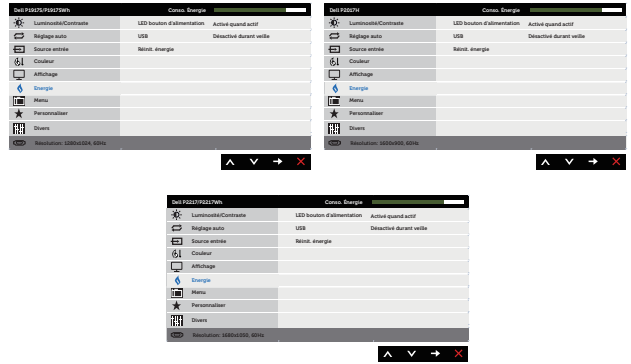 Dell P1917S/P1917SWh Conso. Énergie
Luminosité/Contraste LED bouton d'alimentation Activé quand actif
Réglage auto USB Désactivé durant veille
Source entrée Réinit. énergie
Couleur
Affichage
Energie
Menu
Personnaliser
Divers
Résolution: 1280x1024, 60Hz
Dell P2017H Conso. Énergie
Luminosité/Contraste LED bouton d'alimentation Activé quand actif
Réglage auto USB Désactivé durant veille
Source entrée Réinit. énergie
Couleur
Affichage
Energie
Menu
Personnaliser
Divers
Résolution: 1600x900, 60Hz
Dell P2217/P2217Wh Conso. Énergie
Luminosité/Contraste LED bouton d'alimentation Activé quand actif
Réglage auto USB Désactivé durant veille
Source entrée Réinit. énergie
Couleur
Affichage
Energie
Menu
Personnaliser
Divers
Résolution: 1680x1050, 60Hz